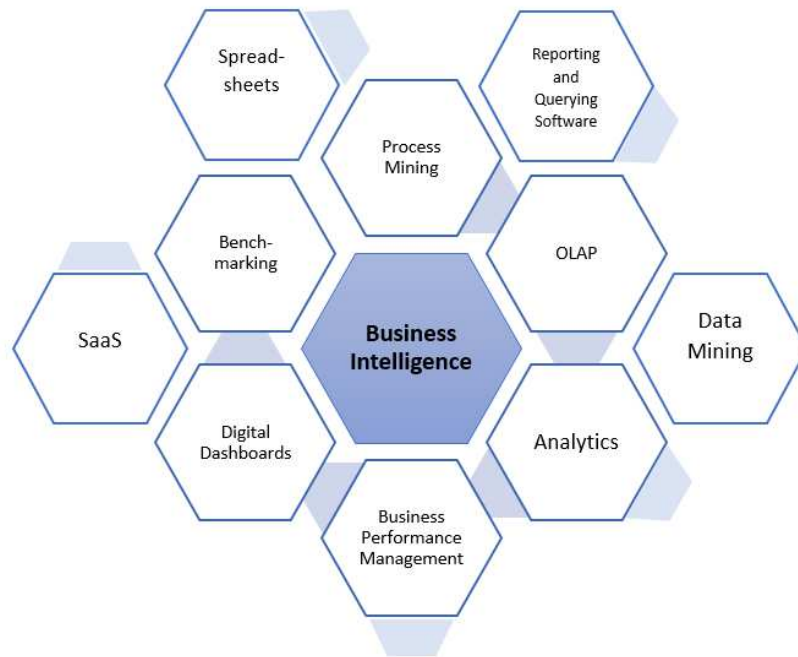 Spread-
sheets
Reporting
and
Querying
Software
Process
Mining
Bench-
marking
OLAP
SaaS
Business
Intelligence
Data
Mining
Digital
Dashboards
Analytics
Business
Performance
Management